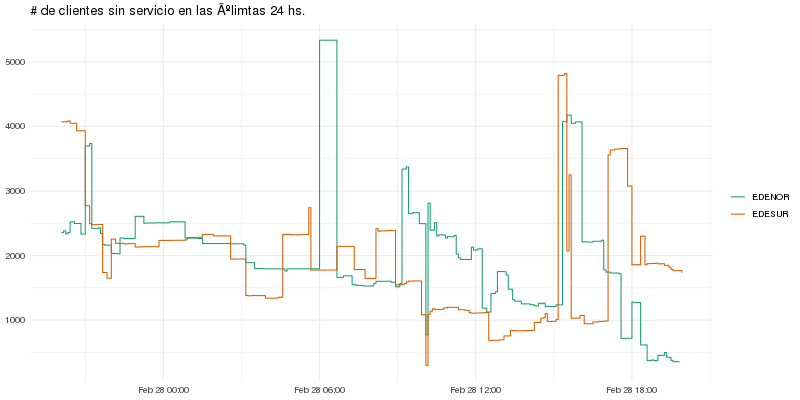 # de clientes sin servicio en las Ãºlimtas 24 hs.
5000
4000
3000
2000
1000
Feb 28 00:00
Feb 28 06:00
Feb 28 12:00
Feb 28 18:00
EDENOR
EDESUR